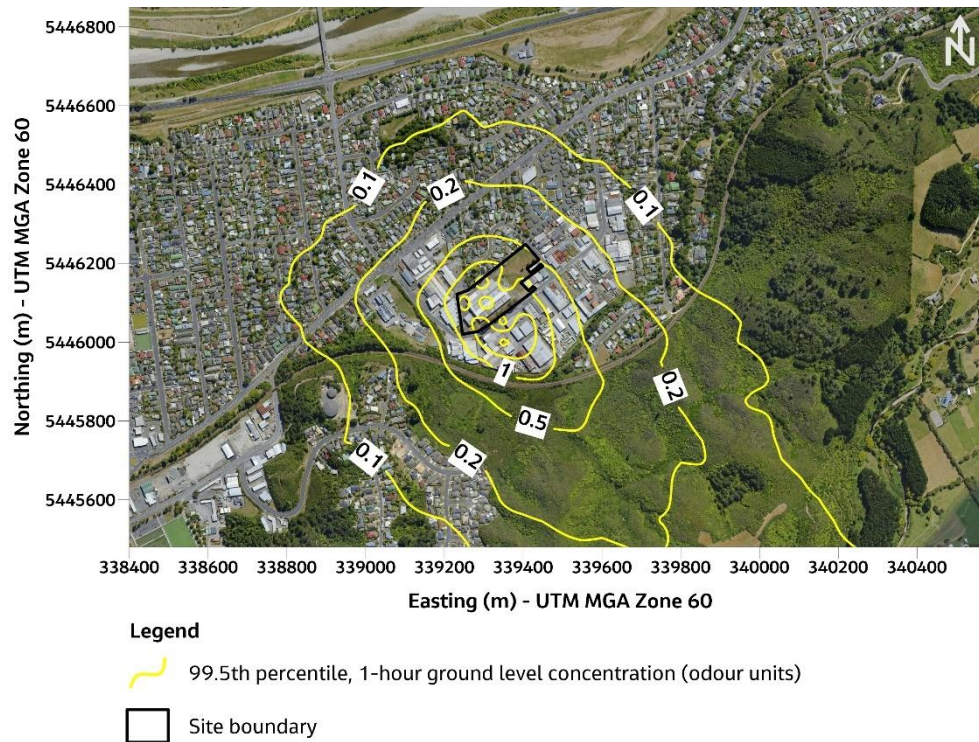 5446800
5446600
5446400
5446200
5446000
5445800
5445600
Northing (m) - UTM MGA Zone 60
N
0.1
0.2
0.1
1
0.2
0.5
0.1
0.2
338400 338600 338800 339000 339200 339400 339600 339800 340000 340200 340400
Easting (m) - UTM MGA Zone 60
Legend
99.5th percentile, 1-hour ground level concentration (odour units)
Site boundary